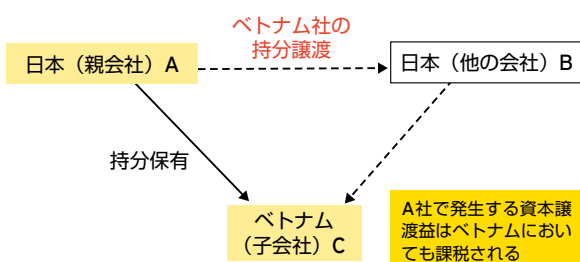 ベトナム社の
持分譲渡
日本（親会社）A
日本（他の会社）B
持分保有
ベトナム
（子会社）C
A社で発生する資本譲
渡益はベトナムにおい
ても課税される